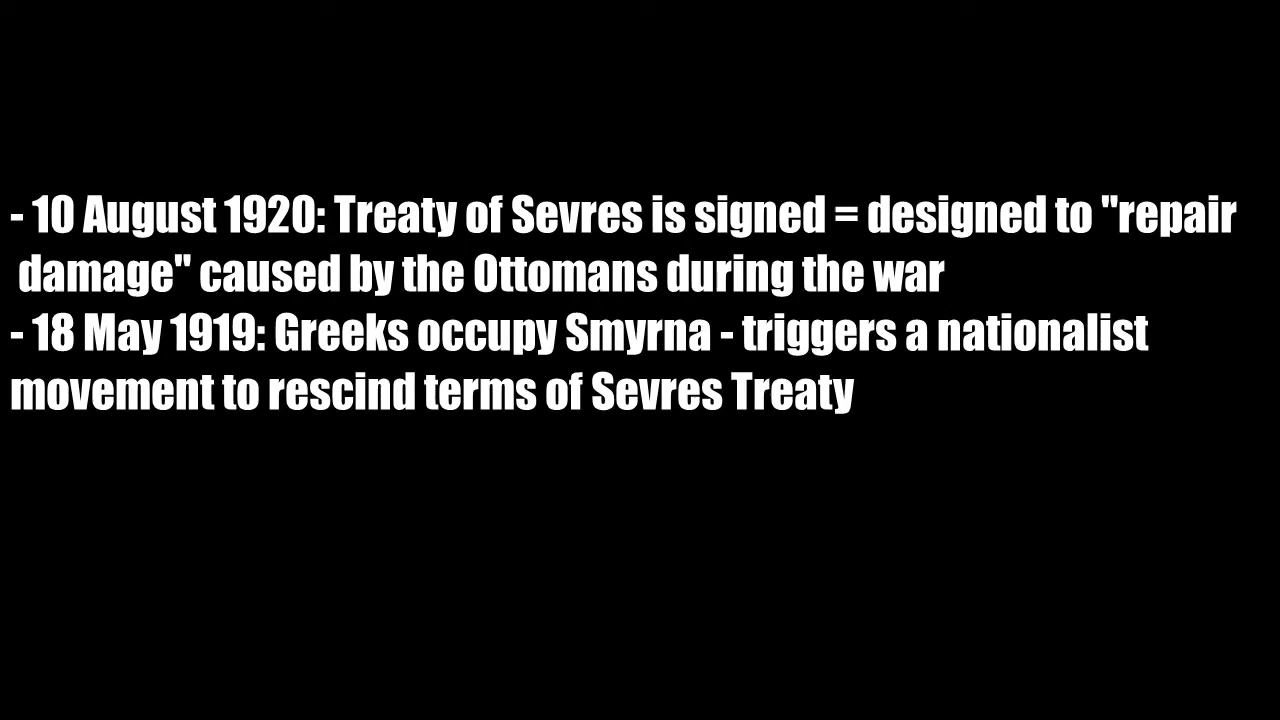 - 10 August 1920: Treaty of Sevres is signed = designed to "repair
damage" caused by the Ottomans during the war
- 18 May 1919: Greeks occupy Smyrna - triggers a nationalist
movement to rescind terms of Sevres Treaty